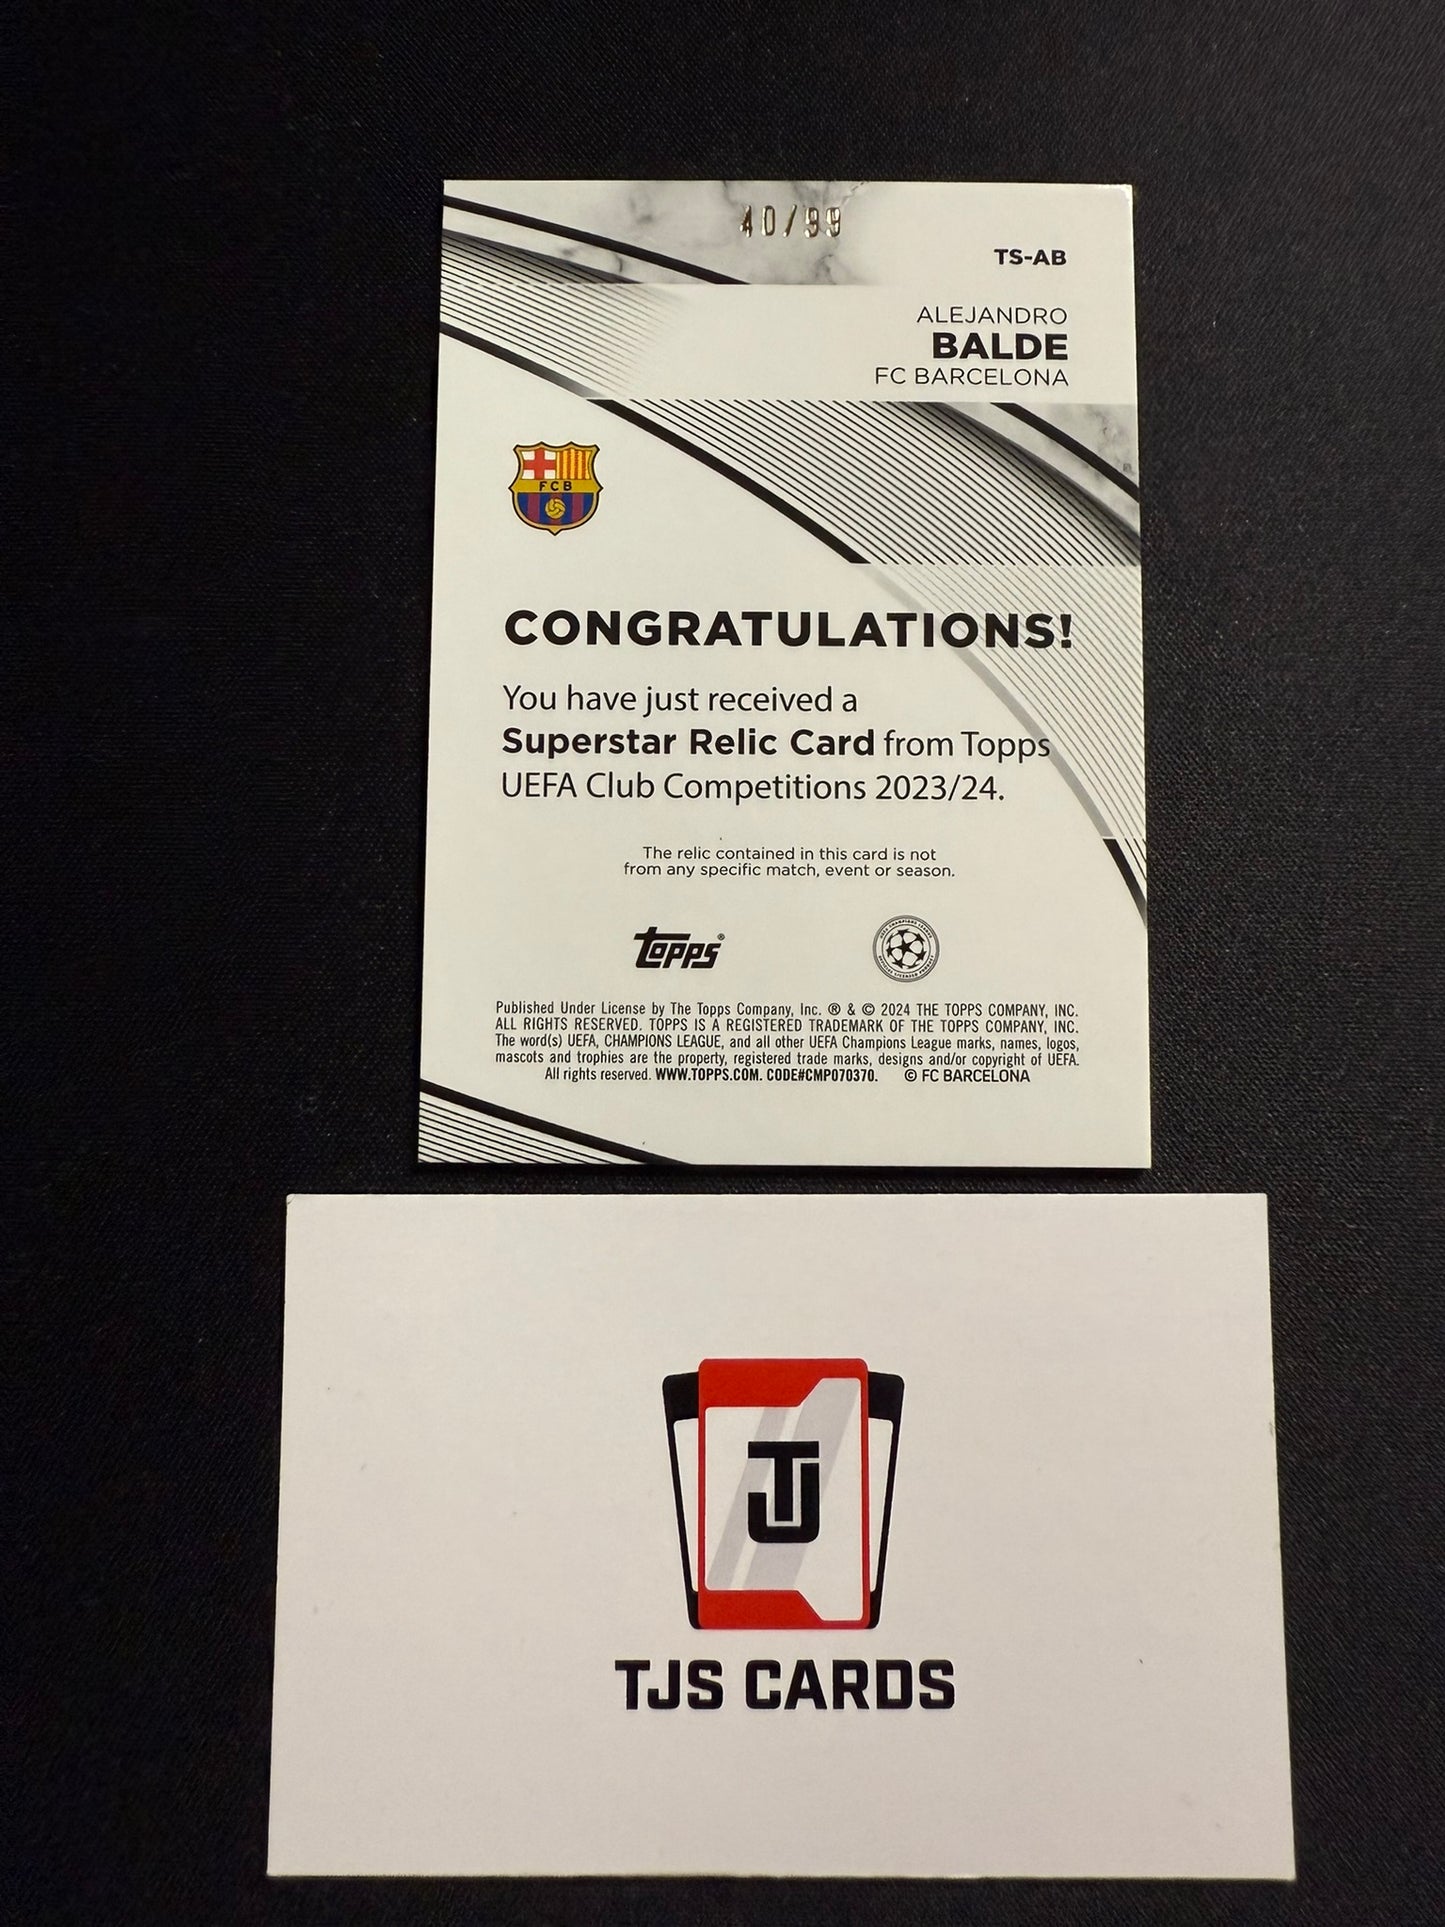 40/99
TS-AB
ALEJANDRO
BALDE
FC BARCELONA
FCB
CONGRATULATIONS!
You have just received a
Superstar Relic Card from Topps
UEFA Club Competitions 2023/24.
The relic contained in this card is not
from any specific match, event or season.
Topps®
Published Under License by The Topps Company, Inc. ® & © 2024 THE TOPPS COMPANY, INC.
ALL RIGHTS RESERVED. TOPPS IS A REGISTERED TRADEMARK OF THE TOPPS COMPANY, INC.
The word(s) UEFA, CHAMPIONS LEAGUE, and all other UEFA Champions League marks, names, logos,
mascots and trophies are the property, registered trade marks, designs and/or copyright of UEFA.
All rights reserved. WWW.TOPPS.COM. CODE#CMP070370. © FC BARCELONA
TJ
TJS CARDS